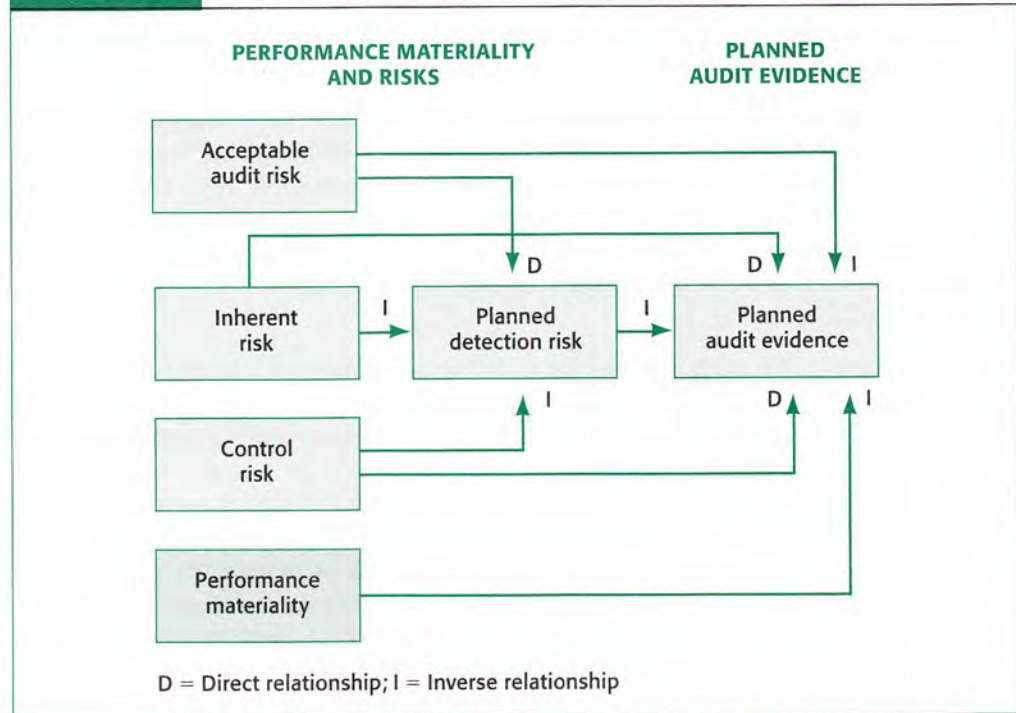 PERFORMANCE MATERIALITY
AND RISKS
PLANNED
AUDIT EVIDENCE
Acceptable
audit risk
D
D
I
Inherent
risk
I
Planned
detection risk
I
Planned
audit evidence
I
D
I
Control
risk
Performance
materiality
D = Direct relationship; I = Inverse relationship